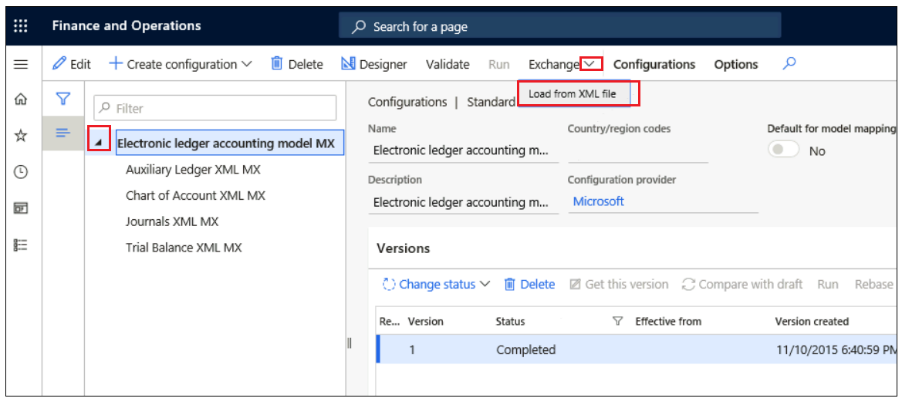 Finance and Operations
Search for a page
Edit
Create configuration
Delete
Designer
Validate
Run
Exchange
Configurations
Options
Load from XML file
Filter
Electronic ledger accounting model MX
Auxiliary Ledger XML MX
Chart of Account XML MX
Journals XML MX
Trial Balance XML MX
Configurations | Standard
Name
Country/region codes
Default for model mapping
Electronic ledger accounting m...
No
Description
Configuration provider
Electronic ledger accounting m...
Microsoft
Versions
Change status
Delete
Get this version
Compare with draft
Run
Rebase
Re... Version
Status
Effective from
Version created
1
Completed
11/10/2015 6:40:59 PM